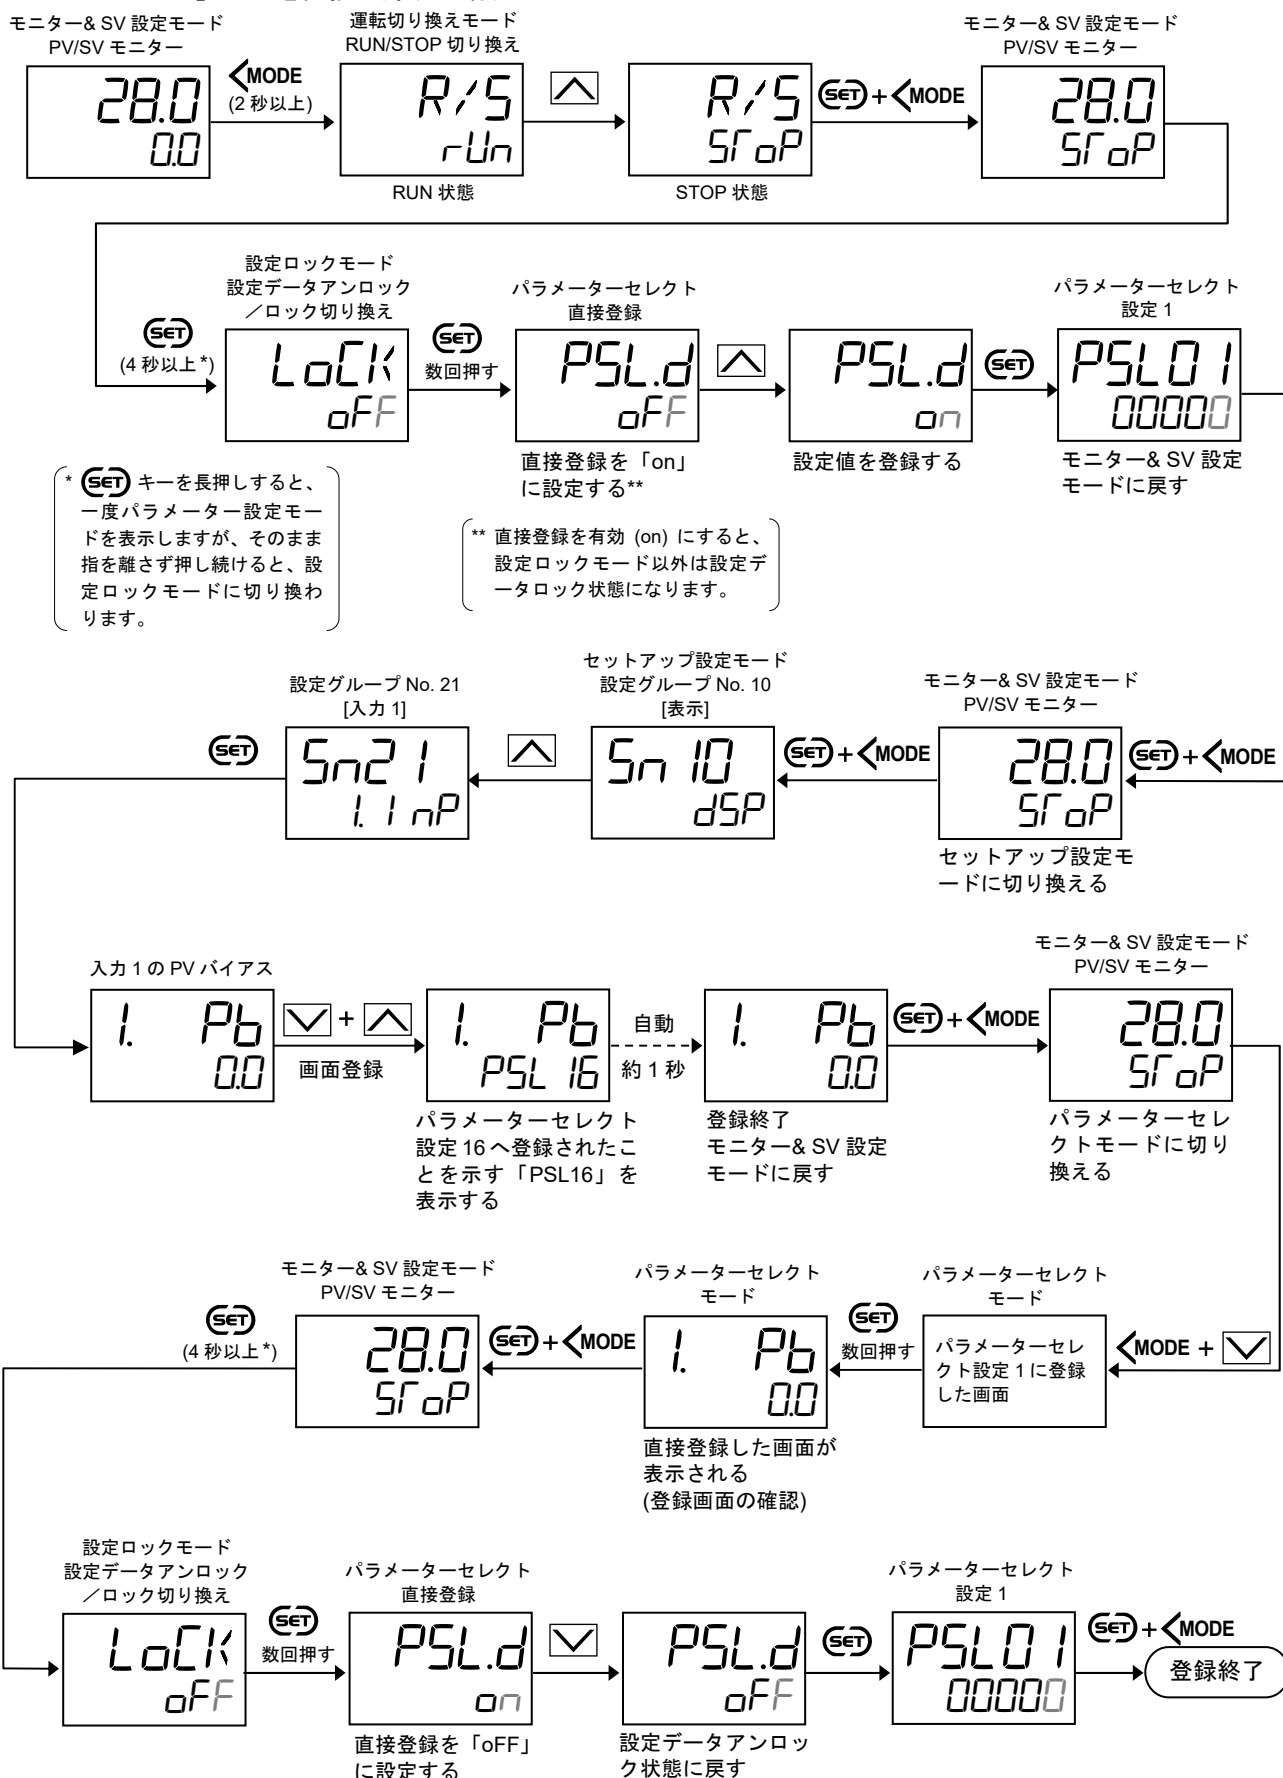 モニター& SV 設定モード
PV/SV モニター
28.0
0.0
MODE
(2 秒以上)
運転切り換えモード
RUN/STOP 切り換え
R/S
rUn
RUN 状態
R/S
SToP
STOP 状態
SET + MODE
モニター& SV 設定モード
PV/SV モニター
28.0
SToP
SET
(4 秒以上*)
設定ロックモード
設定データアンロック
／ロック切り換え
LoCK
oFF
SET
数回押す
パラメーターセレクト
直接登録
PSL.d
oFF
直接登録を「on」
に設定する**
PSL.d
on
設定値を登録する
SET
パラメーターセレクト
設定 1
PSL01
00000
モニター& SV 設定
モードに戻す
* SET キーを長押しすると、
一度パラメーター設定モー
ドを表示しますが、そのまま
指を離さず押し続けると、設
定ロックモードに切り換わ
ります。
** 直接登録を有効 (on) にすると、
設定ロックモード以外は設定デ
ータロック状態になります。
SET + MODE
モニター& SV 設定モード
PV/SV モニター
28.0
SToP
セットアップ設定モ
ードに切り換える
SET + MODE
セットアップ設定モード
設定グループ No. 10
[表示]
Sn10
dSP
設定グループ No. 21
[入力 1]
Sn21
1.InP
SET
入力 1 の PV バイアス
1. Pb
0.0
+
画面登録
1. Pb
PSL16
パラメーターセレクト
設定 16 へ登録されたこ
とを示す「PSL16」を
表示する
自動
約 1 秒
1. Pb
0.0
登録終了
モニター& SV 設定
モードに戻す
SET + MODE
モニター& SV 設定モード
PV/SV モニター
28.0
SToP
パラメーターセレ
クトモードに切り
換える
MODE +
パラメーターセレクト
モード
パラメーターセレ
クト設定 1 に登録
した画面
SET
数回押す
パラメーターセレクト
モード
1. Pb
0.0
直接登録した画面が
表示される
(登録画面の確認)
SET + MODE
モニター& SV 設定モード
PV/SV モニター
28.0
SToP
SET
(4 秒以上*)
設定ロックモード
設定データアンロック
／ロック切り換え
LoCK
oFF
SET
数回押す
パラメーターセレクト
直接登録
PSL.d
on
直接登録を「oFF」
に設定する
PSL.d
oFF
設定データアンロッ
ク状態に戻す
SET
パラメーターセレクト
設定 1
PSL01
00000
SET + MODE
登録終了